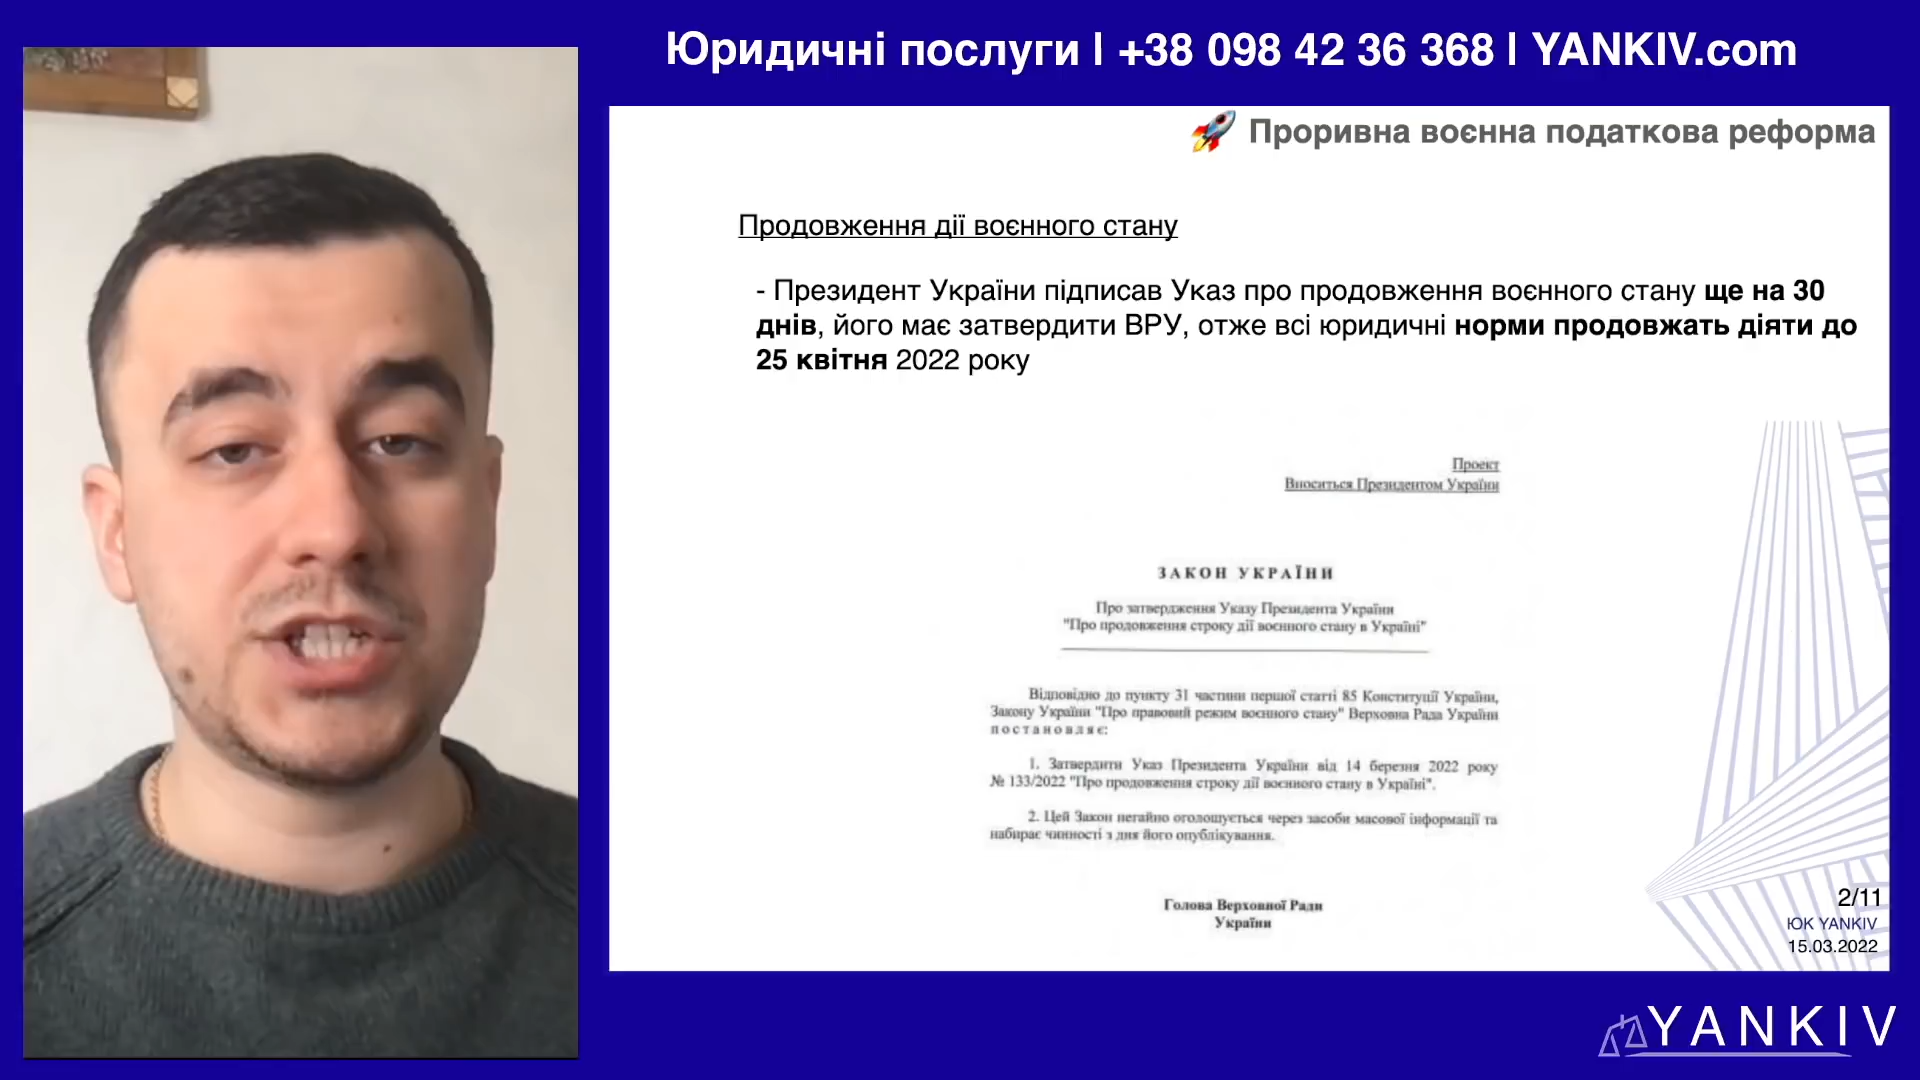 Юридичні послуги | +38 098 42 36 368 | YANKIV.com
🚀 Проривна воєнна податкова реформа
Продовження дії воєнного стану
- Президент України підписав Указ про продовження воєнного стану ще на 30
днів, його має затвердити ВРУ, отже всі юридичні норми продовжать діяти до
25 квітня 2022 року
Проект
Вноситься Президентом України
ЗАКОН УКРАЇНИ
Про затвердження Указу Президента України
"Про продовження строку дії воєнного стану в Україні"
Відповідно до пункту 31 частини першої статті 85 Конституції України,
Закону України "Про правовий режим воєнного стану" Верховна Рада України
постановляє:
1. Затвердити Указ Президента України від 14 березня 2022 року
№ 133/2022 "Про продовження строку дії воєнного стану в Україні".
2. Цей Закон негайно оголошується через засоби масової інформації та
набирає чинності з дня його опублікування.
Голова Верховної Ради
України
2/11
ЮК YANKIV
15.03.2022
YANKIV